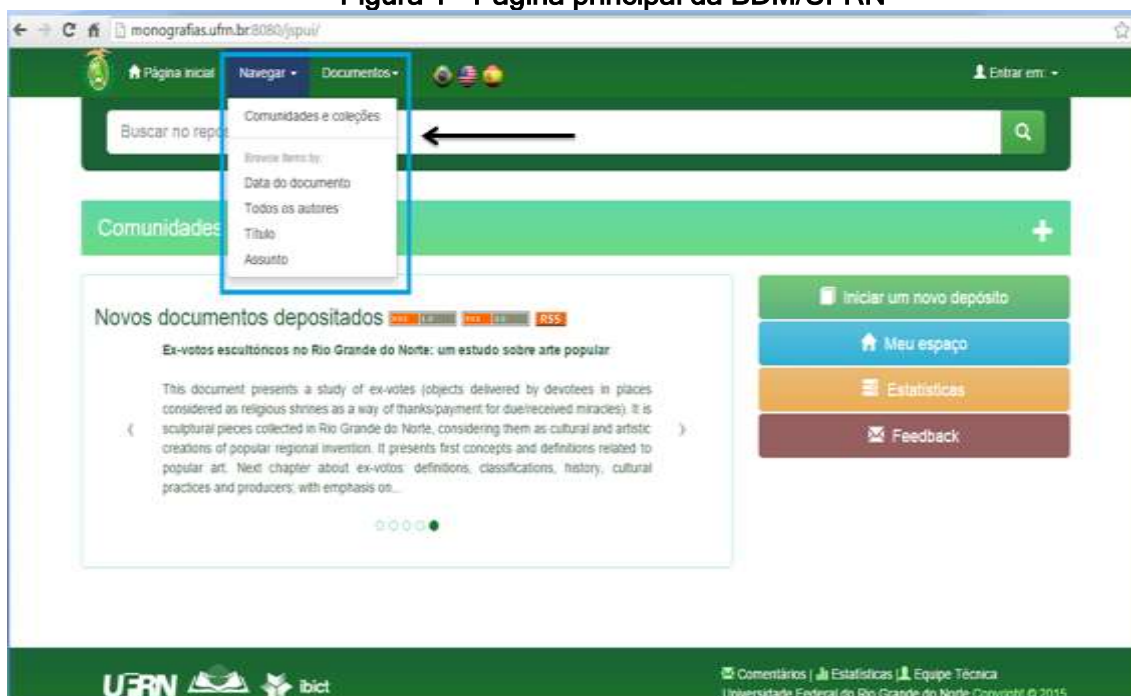 Figura 1 - Página principal da BDM/UFRN
monografias.ufrn.br:8080/jspui/
Página inicial Navegar Documentos Entrar em:
Buscar no repos
Comunidades e coleções
Browse Items by:
Data do documento
Todos os autores
Título
Assunto
Comunidades
Novos documentos depositados RSS
Ex-votos escultóricos no Rio Grande do Norte: um estudo sobre arte popular
This document presents a study of ex-votes (objects delivered by devotees in places
considered as religious shrines as a way of thanks/payment for due/received miracles). It is
sculptural pieces collected in Rio Grande do Norte, considering them as cultural and artistic
creations of popular regional invention. It presents first concepts and definitions related to
popular art. Next chapter about ex-votos: definitions, classifications, history, cultural
practices and producers; with emphasis on...
Iniciar um novo depósito
Meu espaço
Estatísticas
Feedback
UFRN ibict
Comentários | Estatísticas | Equipe Técnica
Universidade Federal do Rio Grande do Norte Copyright © 2015